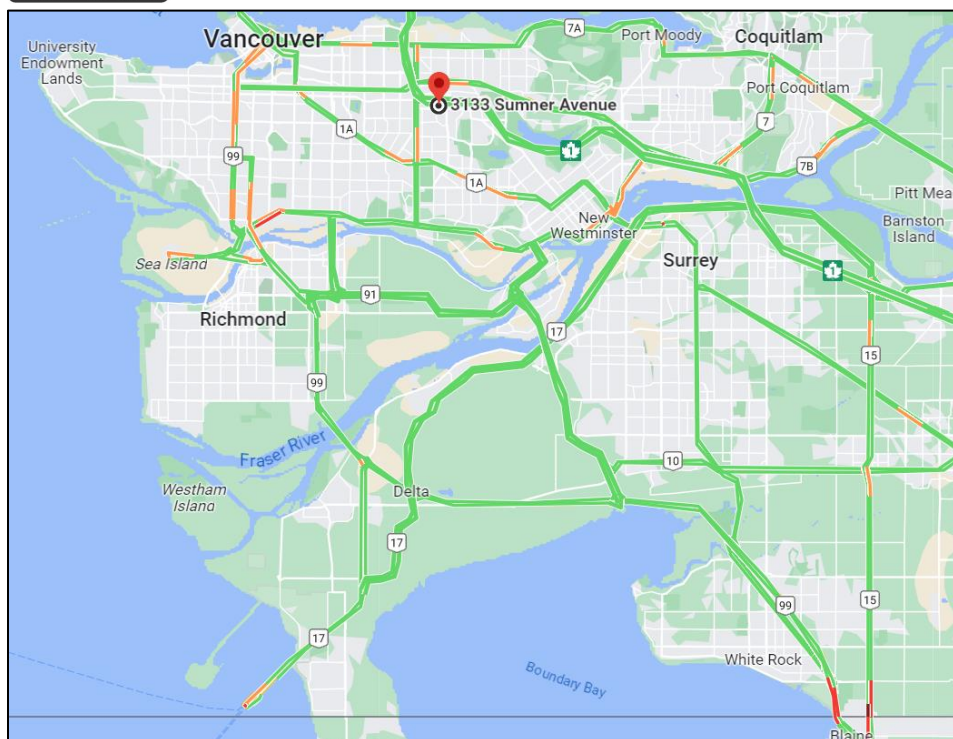 7A
Port Moody
Coquitlam
Vancouver
University
Endowment
Lands
Port Coquitlam
3133 Sumner Avenue
7
1A
99
1
7B
1A
Pitt Mea
New
Westminster
Barnston
Island
Sea Island
Surrey
1
91
Richmond
17
15
99
Fraser River
10
Westham
Island
Delta
17
99
15
17
White Rock
Boundary Bay
Blaine